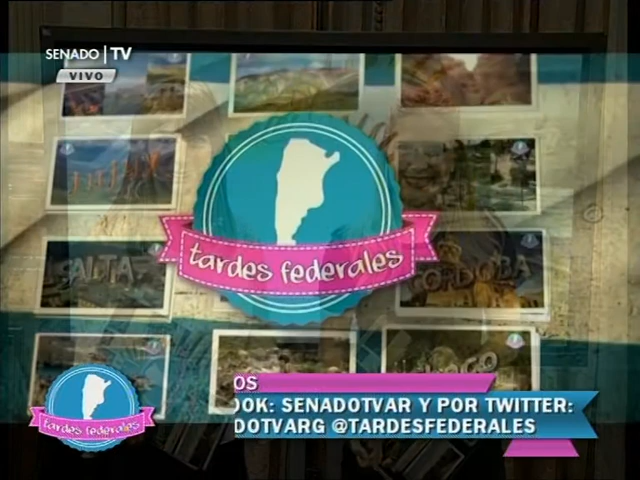 SENADO TV
VIVO
SALTA
tardes federales
CORDOBA
tardes federales
OS
OOK: SENADOTVAR Y POR TWITTER:
DOTVARG @TARDESFEDERALES